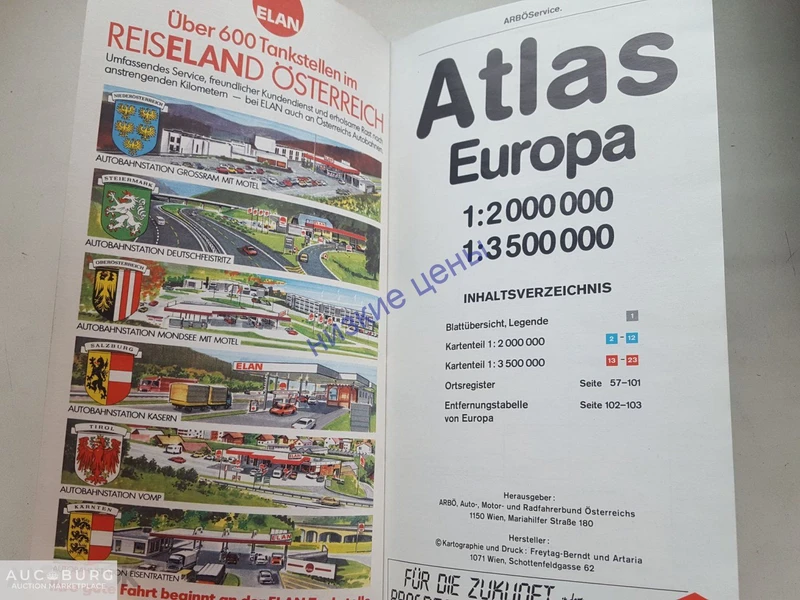 ELAN
Über 600 Tankstellen im
REISELAND ÖSTERREICH
Umfassendes Service, freundlicher Kundendienst und erholsame Rast nach
anstrengenden Kilometern — bei ELAN auch an Österreichs Autobahnen.
NIEDERÖSTERREICH
AUTOBAHNSTATION GROSSRAM MIT MOTEL
STEIERMARK
AUTOBAHNSTATION DEUTSCHFEISTRITZ
OBERÖSTERREICH
AUTOBAHNSTATION MONDSEE MIT MOTEL
SALZBURG
ELAN
AUTOBAHNSTATION KASERN
TIROL
AUTOBAHNSTATION VOMP
KÄRNTEN
ELAN
EISENTRATTEN
Fahrt beginnt an der ELAN
ARBÖService.
Atlas
Europa
1:2 000 000
1:3 500 000
INHALTSVERZEICHNIS
Blattübersicht, Legende 1
Kartenteil 1: 2 000 000 2 – 12
Kartenteil 1: 3 500 000 13 – 23
Ortsregister Seite 57–101
Entfernungstabelle Seite 102–103
von Europa
Herausgeber:
ARBÖ, Auto-, Motor- und Radfahrerbund Österreichs
1150 Wien, Mariahilfer Straße 180
Hersteller:
© Kartographie und Druck: Freytag-Berndt und Artaria
1071 Wien, Schottenfeldgasse 62
FÜR DIE ZUKUNFT
низкие цены
AUC BURG
AUCTION MARKETPLACE